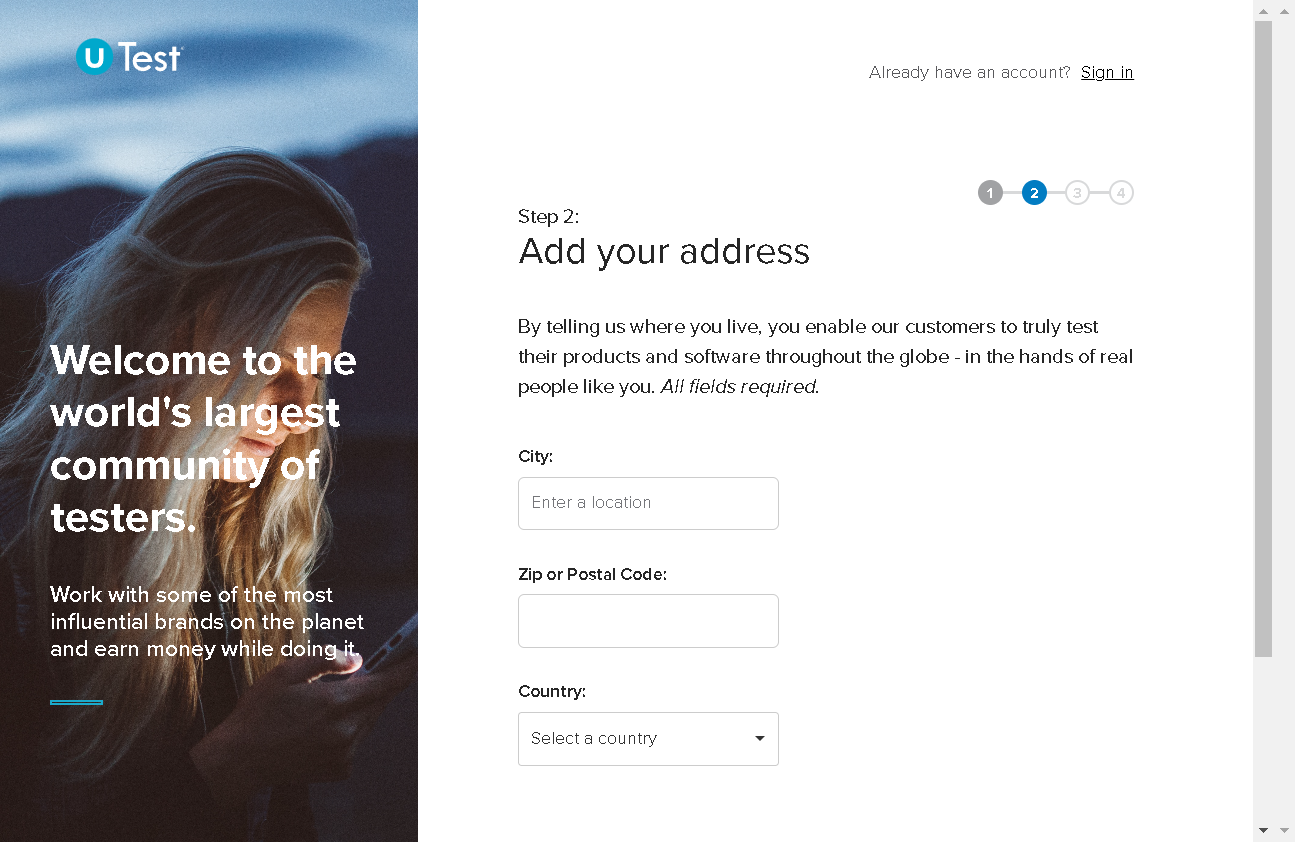 U Test
Already have an account? Sign in
1 2 3 4
Step 2:
Add your address
By telling us where you live, you enable our customers to truly test
their products and software throughout the globe - in the hands of real
people like you. All fields required.
City:
Enter a location
Zip or Postal Code:
Country:
Select a country
Welcome to the
world's largest
community of
testers.
Work with some of the most
influential brands on the planet
and earn money while doing it.